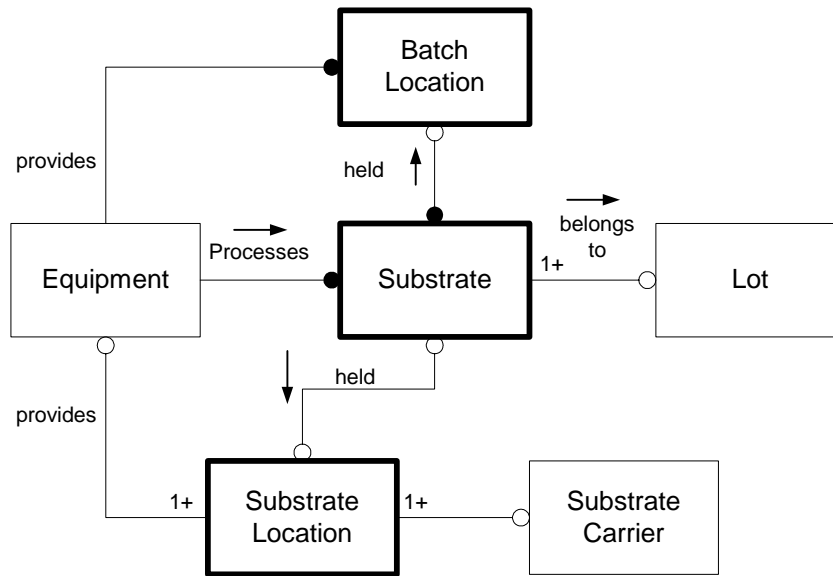 Batch
Location
provides
held
belongs
to
Processes
1+
Equipment
Substrate
Lot
held
provides
1+
1+
Substrate
Location
Substrate
Carrier